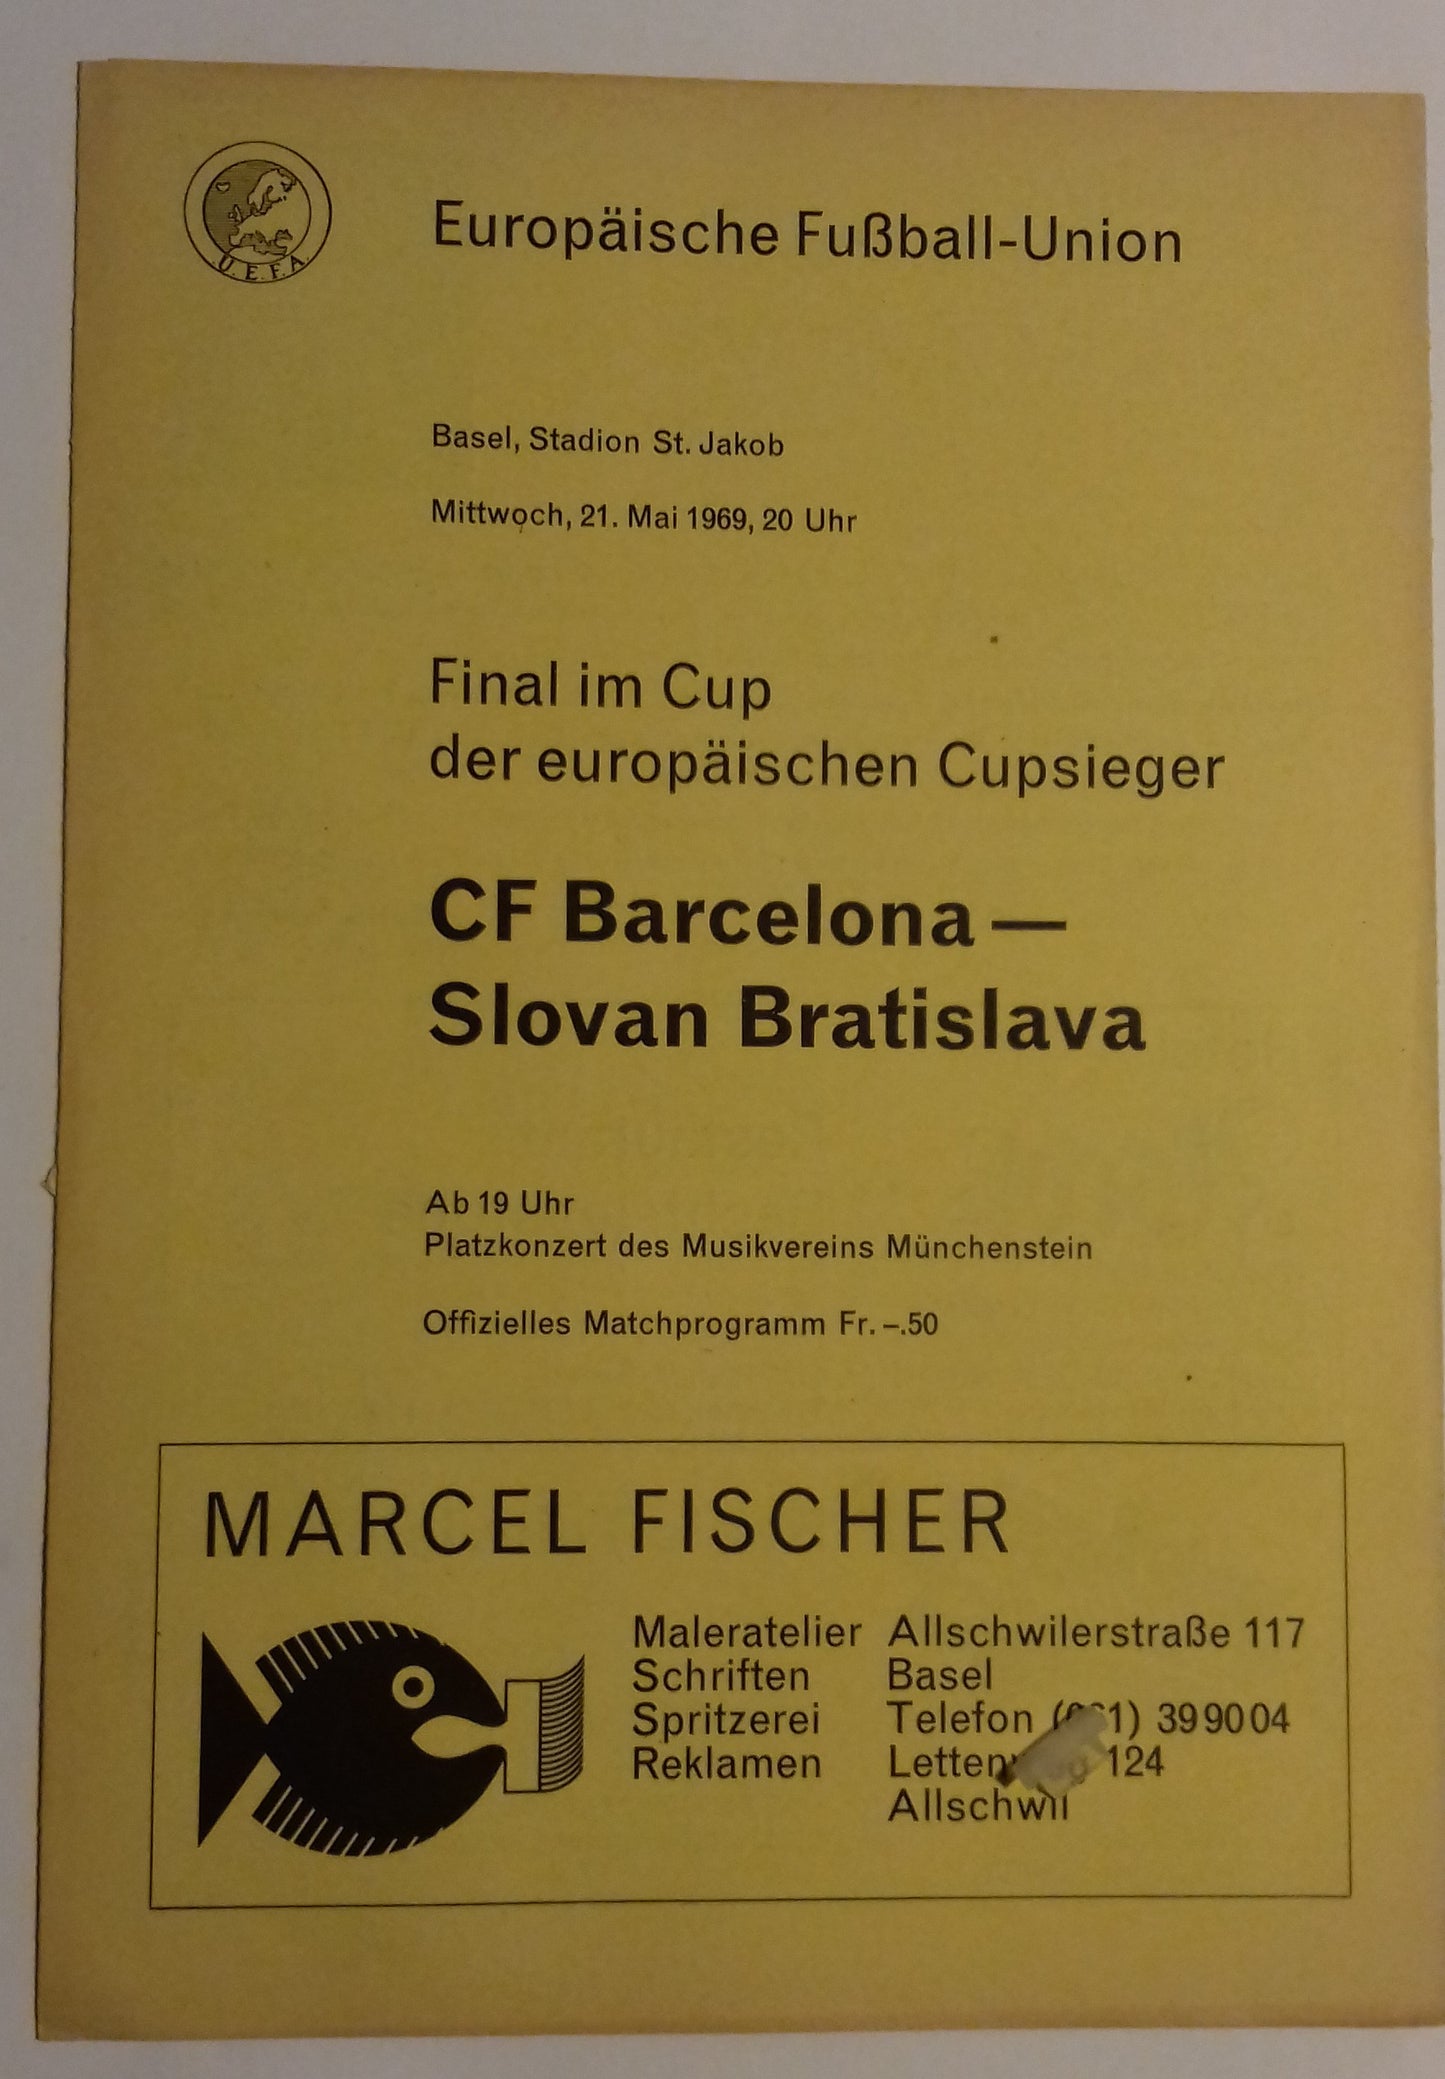 U.E.F.A.
Europäische Fußball-Union
Basel, Stadion St. Jakob
Mittwoch, 21. Mai 1969, 20 Uhr
Final im Cup
der europäischen Cupsieger
CF Barcelona —
Slovan Bratislava
Ab 19 Uhr
Platzkonzert des Musikvereins Münchenstein
Offizielles Matchprogramm Fr. –.50
MARCEL FISCHER
Maleratelier Allschwilerstraße 117
Schriften Basel
Spritzerei Telefon 39 90 04
Reklamen 124
Allschwil